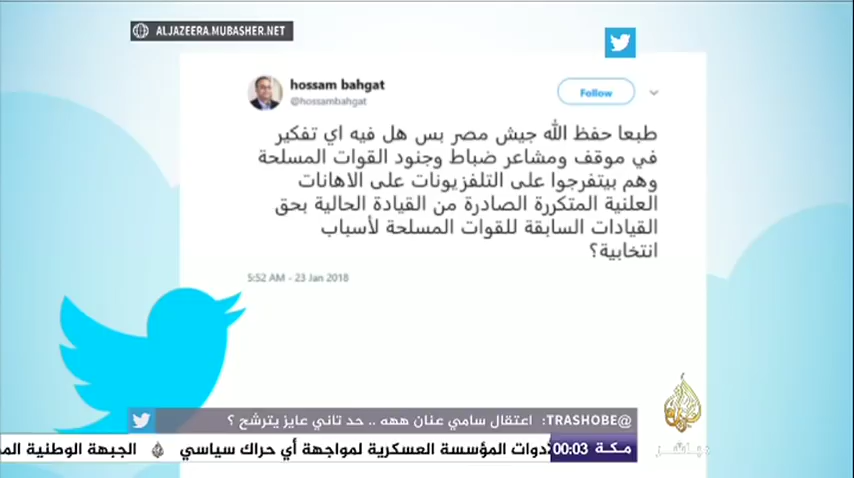 ALJAZEERA.MUBASHER.NET
hossam bahgat
@hossambahgat
Follow
طبعا حفظ الله جيش مصر بس هل فيه اي تفكير
في موقف ومشاعر ضباط وجنود القوات المسلحة
وهم بيتفرجوا على التلفزيونات على الاهانات
العلنية المتكررة الصادرة من القيادة الحالية بحق
القيادات السابقة للقوات المسلحة لأسباب
انتخابية؟
5:52 AM - 23 Jan 2018
@TRASHOBE: اعتقال سامي عنان ههه .. حد تاني عايز يترشح ؟
مكة 00:03
أدوات المؤسسة العسكرية لمواجهة أي حراك سياسي الجبهة الوطنية
مباشر